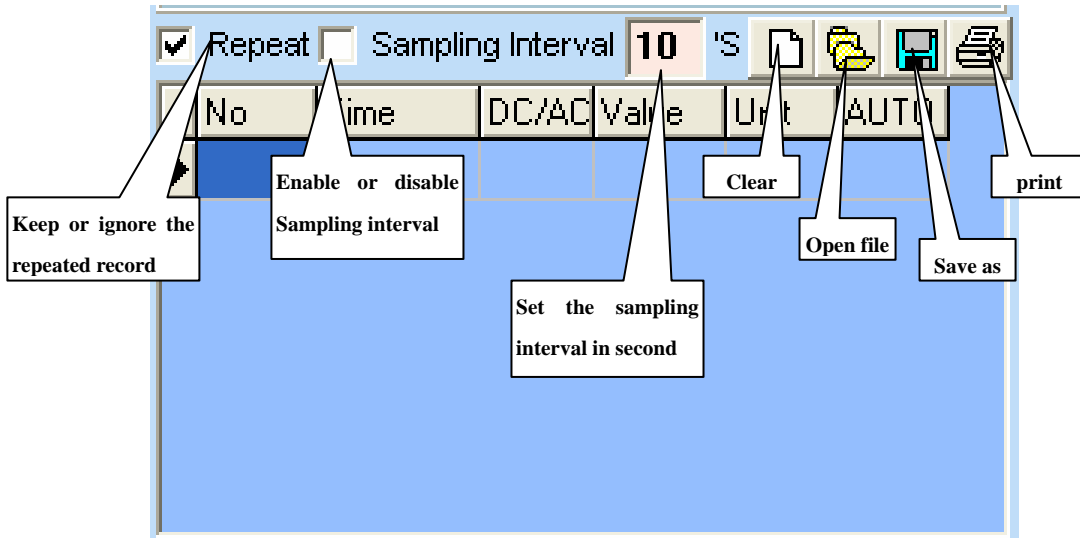 Repeat Sampling Interval 10 'S
No Time DC/AC Value Unit AUTO
Keep or ignore the
repeated record
Enable or disable
Sampling interval
Set the sampling
interval in second
Clear
Open file
Save as
print